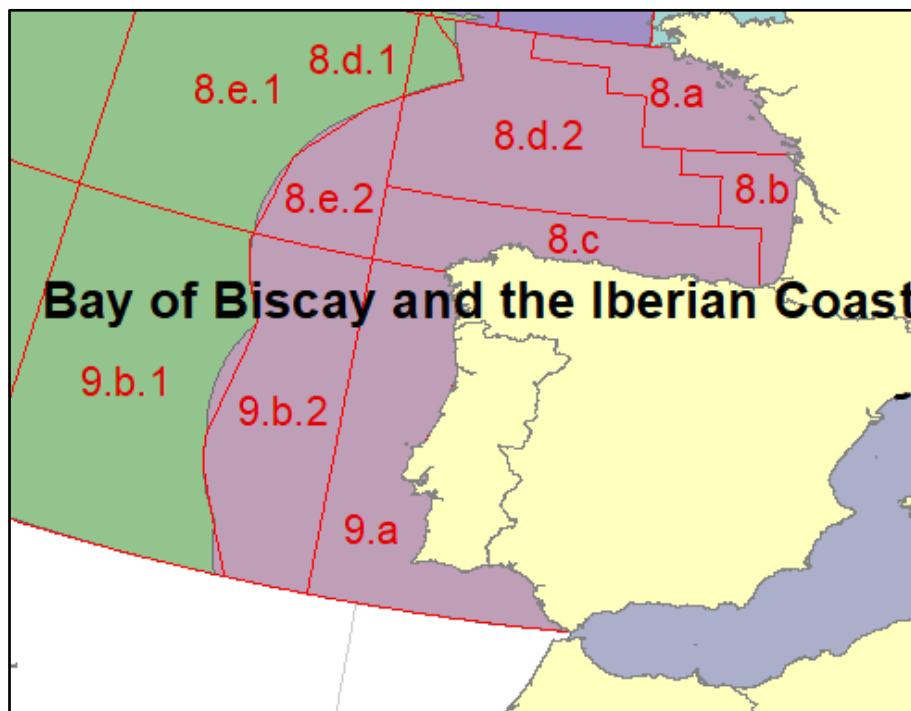 8.d.1
8.e.1
8.a
8.d.2
8.e.2
8.b
8.c
Bay of Biscay and the Iberian Coast
9.b.1
9.b.2
9.a